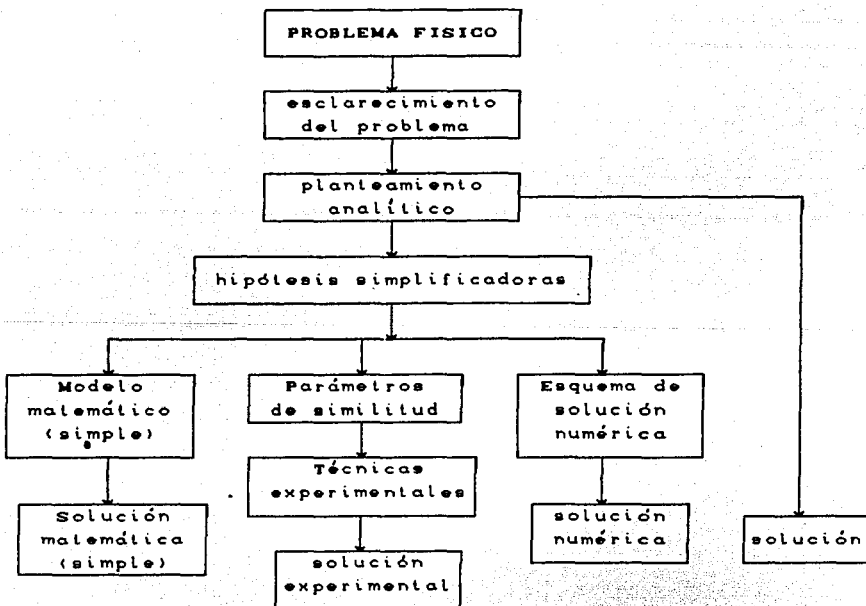 PROBLEMA FISICO
esclarecimiento
del problema
planteamiento
analítico
hipótesis simplificadoras
Modelo
matemático
(simple)
Parámetros
de similitud
Esquema de
solución
numérica
Técnicas
experimentales
Solución
matemática
(simple)
solución
numérica
solución
solución
experimental